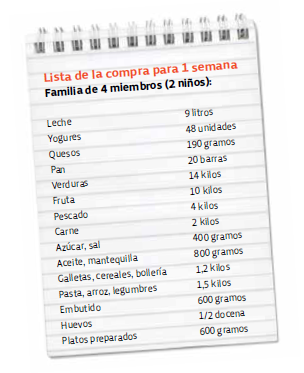 Lista de la compra para 1 semana
Familia de 4 miembros (2 niños):
Leche 9 litros
Yogures 48 unidades
Quesos 190 gramos
Pan 20 barras
Verduras 14 kilos
Fruta 10 kilos
Pescado 4 kilos
Carne 2 kilos
Azúcar, sal 400 gramos
Aceite, mantequilla 800 gramos
Galletas, cereales, bollería 1,2 kilos
Pasta, arroz, legumbres 1,5 kilos
Embutido 600 gramos
Huevos 1/2 docena
Platos preparados 600 gramos